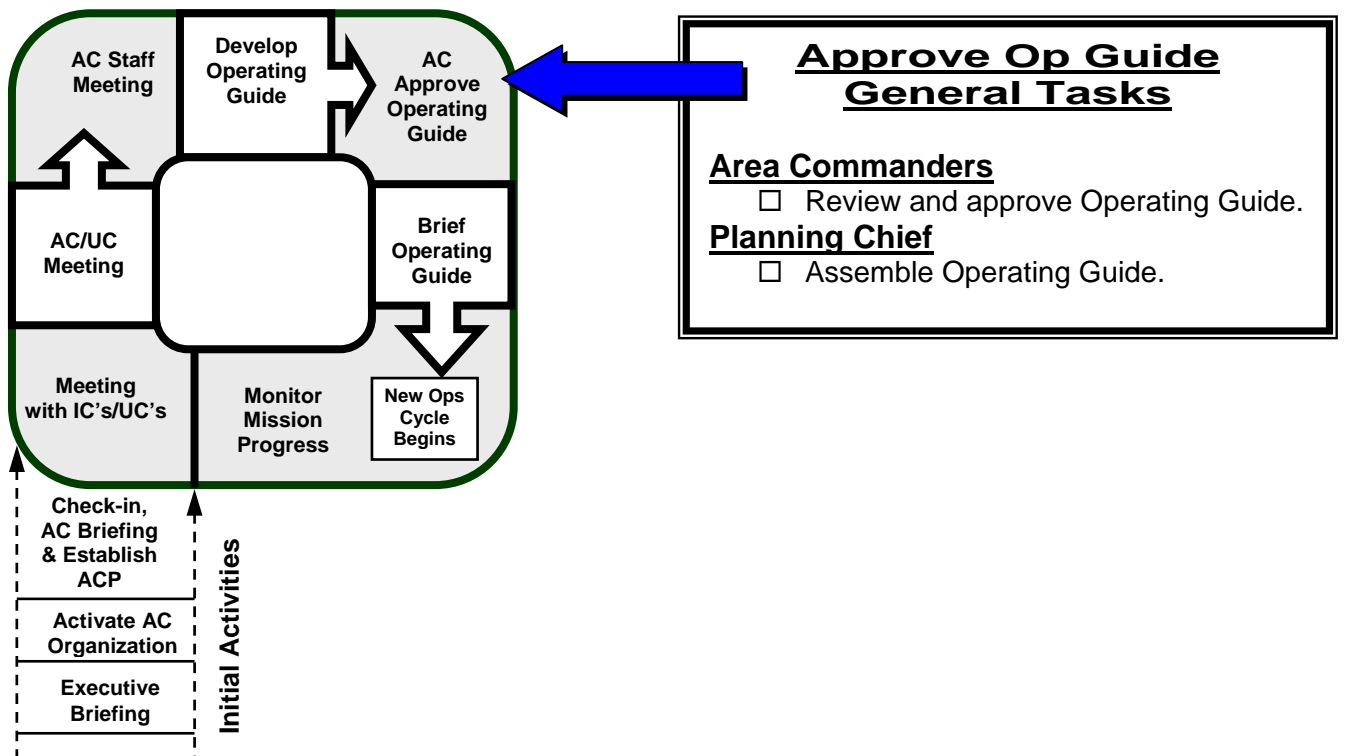 AC Staff
Meeting
Develop
Operating
Guide
AC
Approve
Operating
Guide
AC/UC
Meeting
Brief
Operating
Guide
Meeting
with IC’s/UC’s
Monitor
Mission
Progress
New Ops
Cycle
Begins
Check-in,
AC Briefing
& Establish
ACP
Activate AC
Organization
Executive
Briefing
Initial Activities
Approve Op Guide
General Tasks
Area Commanders
□ Review and approve Operating Guide.
Planning Chief
□ Assemble Operating Guide.